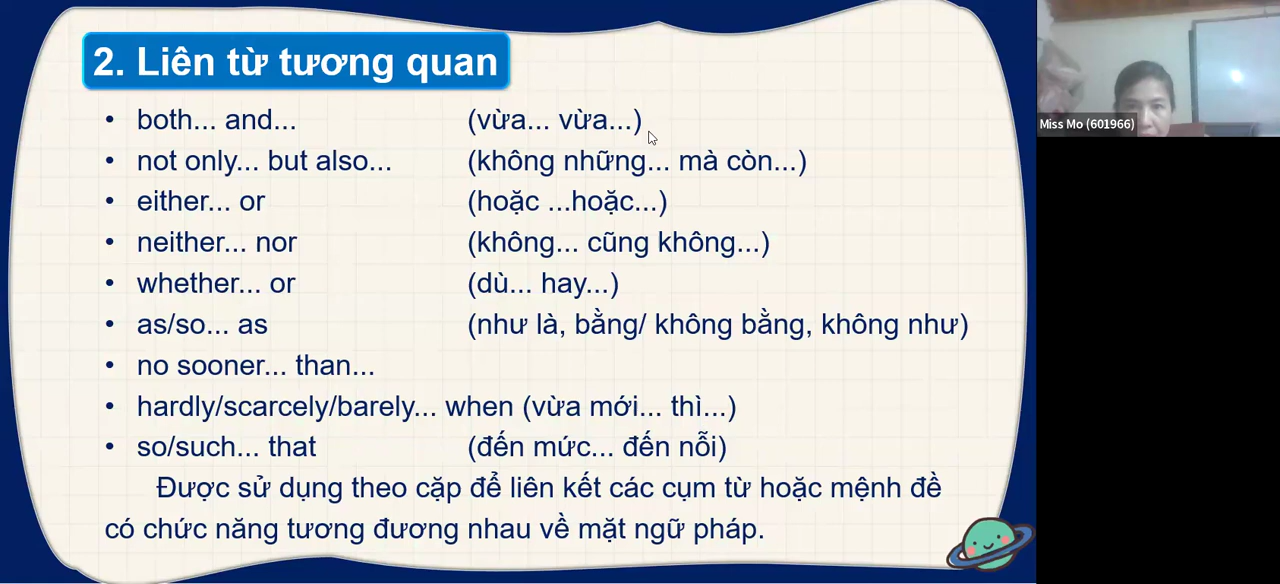 2. Liên từ tương quan
• both... and... (vừa... vừa...)
• not only... but also... (không những... mà còn...)
• either... or (hoặc ...hoặc...)
• neither... nor (không... cũng không...)
• whether... or (dù... hay...)
• as/so... as (như là, bằng/ không bằng, không như)
• no sooner... than...
• hardly/scarcely/barely... when (vừa mới... thì...)
• so/such... that (đến mức... đến nỗi)
Được sử dụng theo cặp để liên kết các cụm từ hoặc mệnh đề
có chức năng tương đương nhau về mặt ngữ pháp.
Miss Mo (601966)